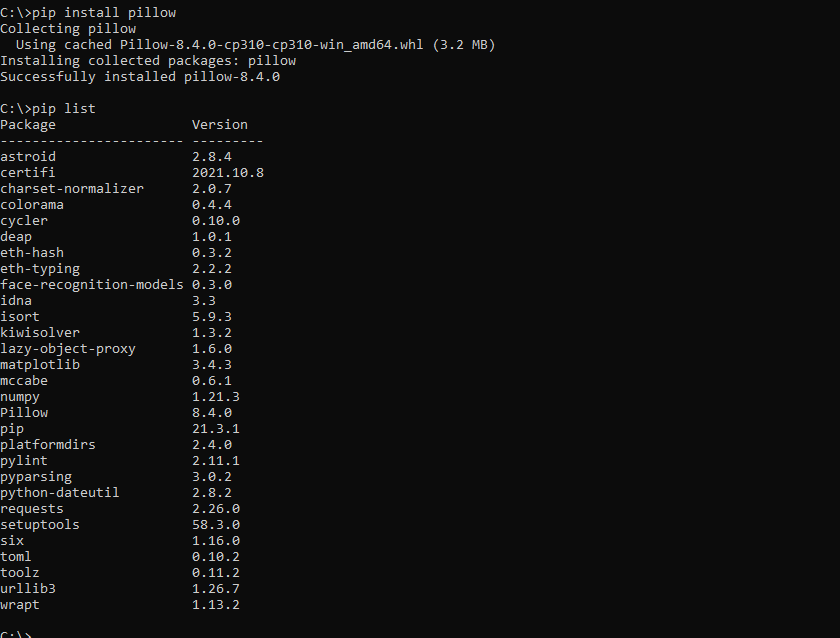 C:\>pip install pillow
Collecting pillow
  Using cached Pillow-8.4.0-cp310-cp310-win_amd64.whl (3.2 MB)
Installing collected packages: pillow
Successfully installed pillow-8.4.0

C:\>pip list
Package                 Version
----------------------- ---------
astroid                 2.8.4
certifi                 2021.10.8
charset-normalizer      2.0.7
colorama                0.4.4
cycler                  0.10.0
deap                    1.0.1
eth-hash                0.3.2
eth-typing              2.2.2
face-recognition-models 0.3.0
idna                    3.3
isort                   5.9.3
kiwisolver              1.3.2
lazy-object-proxy       1.6.0
matplotlib              3.4.3
mccabe                  0.6.1
numpy                   1.21.3
Pillow                  8.4.0
pip                     21.3.1
platformdirs            2.4.0
pylint                  2.11.1
pyparsing               3.0.2
python-dateutil         2.8.2
requests                2.26.0
setuptools              58.3.0
six                     1.16.0
toml                    0.10.2
toolz                   0.11.2
urllib3                 1.26.7
wrapt                   1.13.2

C:\>